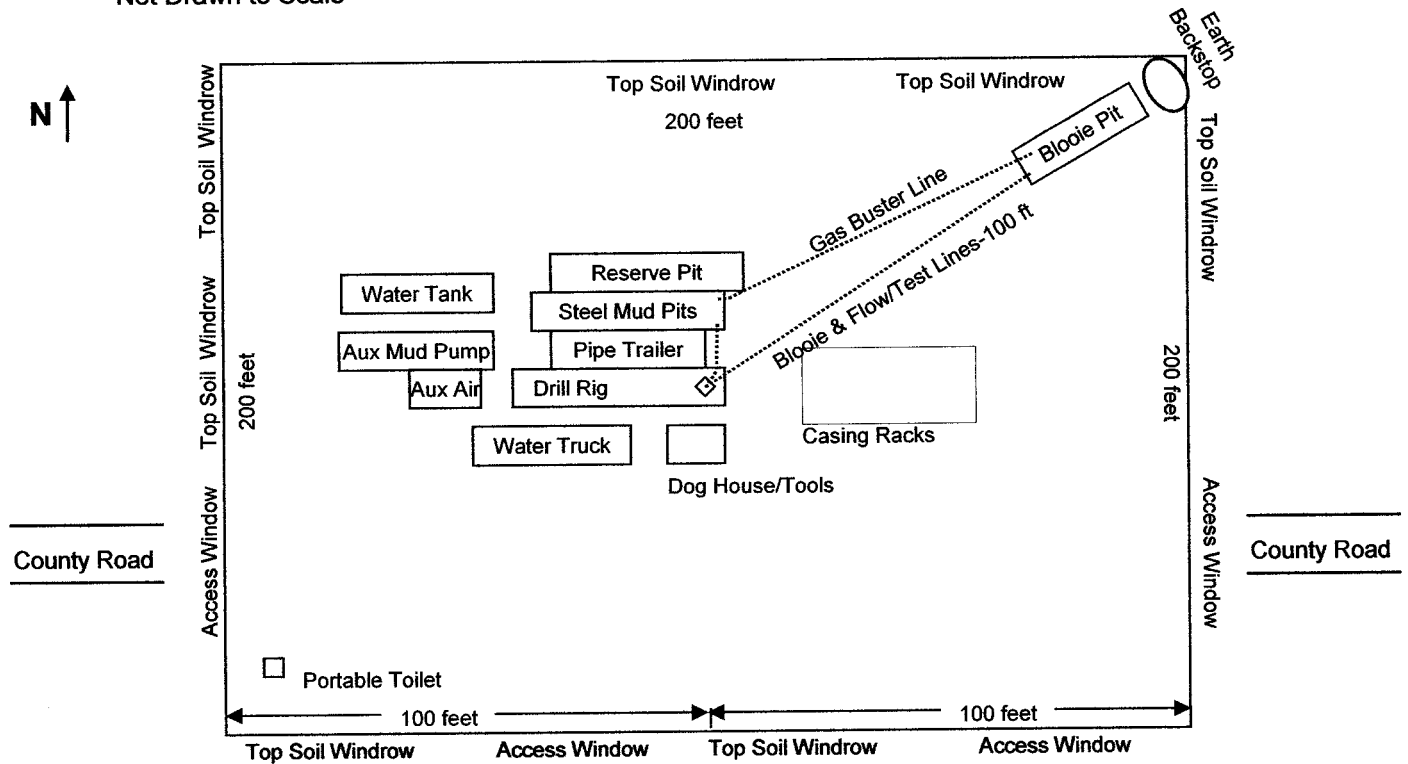 Not Drawn to Scale
Earth
Backstop
N
Top Soil Windrow
Top Soil Windrow
200 feet
Blooie Pit
Top Soil Windrow
Top Soil Windrow
Gas Buster Line
Blooie & Flow/Test Lines-100 ft
Reserve Pit
Water Tank
Steel Mud Pits
Aux Mud Pump
Pipe Trailer
Aux Air
Drill Rig
Top Soil Windrow
200 feet
200 feet
Casing Racks
Water Truck
Dog House/Tools
Access Window
Access Window
County Road
County Road
Portable Toilet
100 feet
100 feet
Top Soil Windrow
Access Window
Top Soil Windrow
Access Window